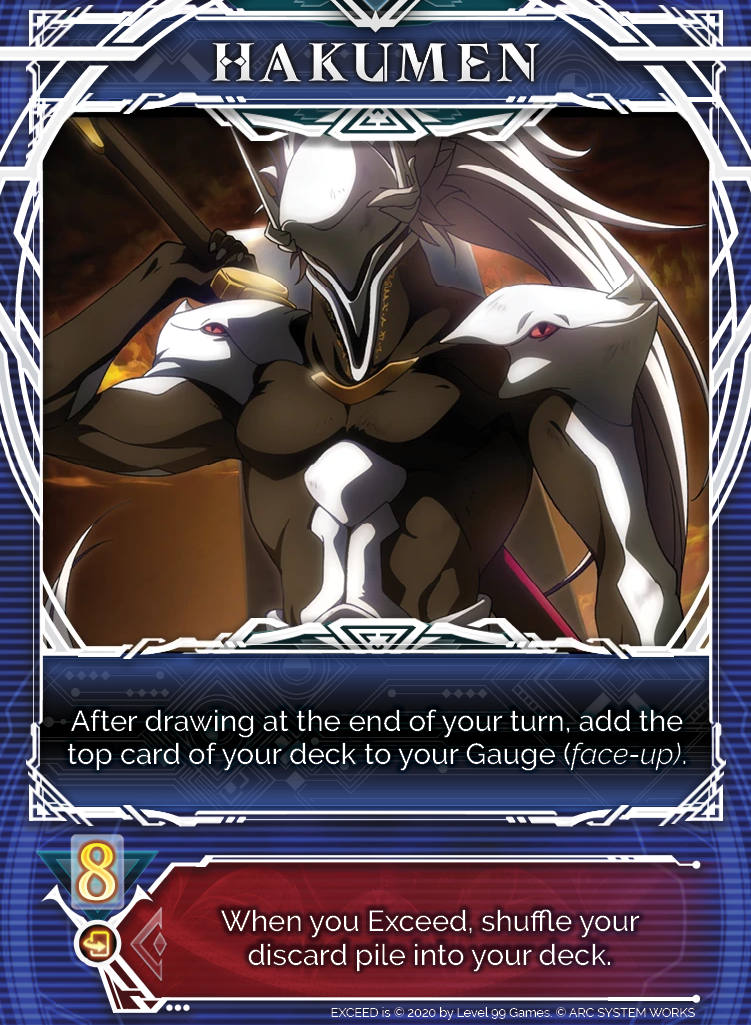 HAKUMEN
After drawing at the end of your turn, add the
top card of your deck to your Gauge (face-up).
8
When you Exceed, shuffle your
discard pile into your deck.
EXCEED is © 2020 by Level 99 Games. © ARC SYSTEM WORKS